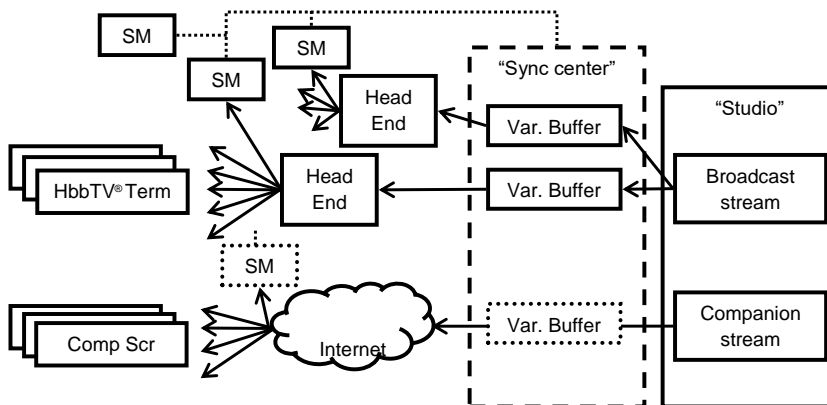 SM
SM
SM
“Sync center”
Head
End
“Studio”
Var. Buffer
HbbTV® Term
Head
End
Var. Buffer
Broadcast
stream
SM
Comp Scr
Internet
Var. Buffer
Companion
stream